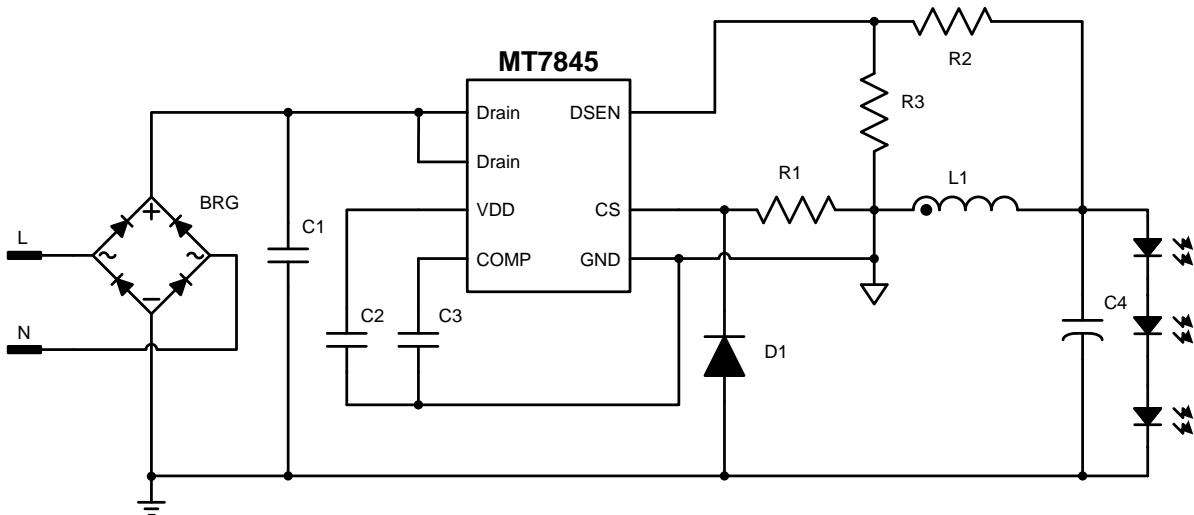 MT7845
R2
R3
Drain
DSEN
Drain
R1
L1
BRG
VDD
CS
C1
L
COMP
GND
C2
C3
C4
N
D1